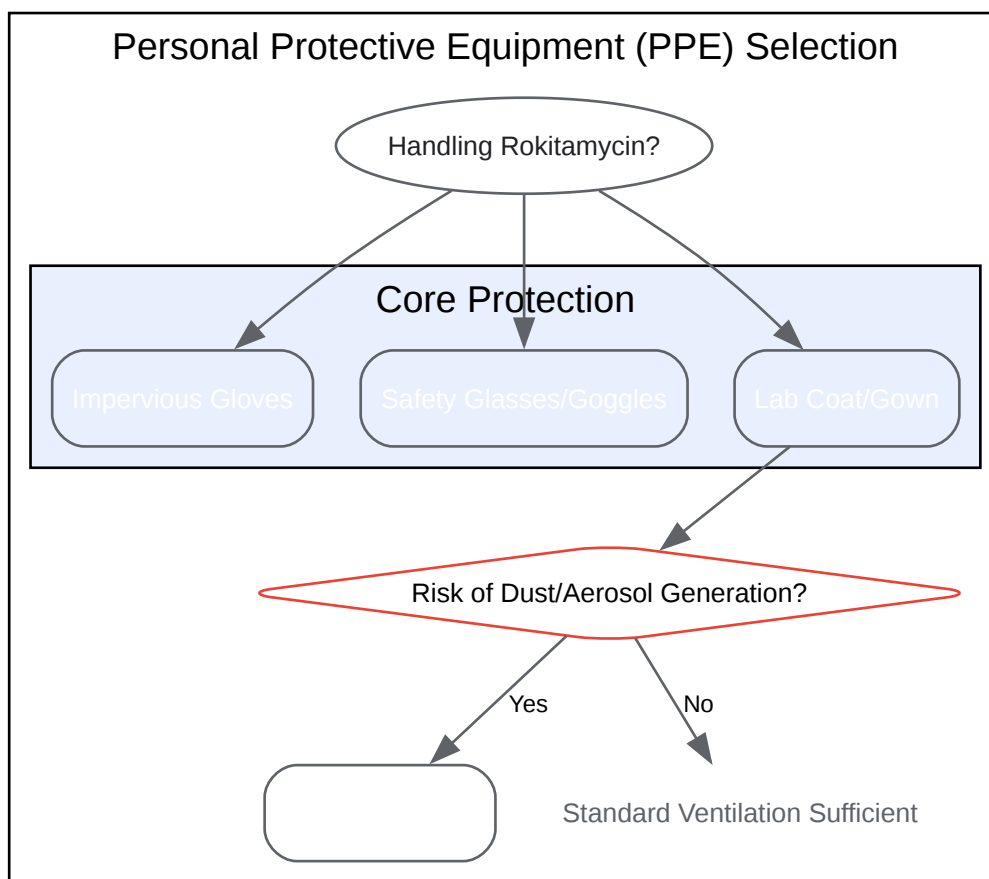 Personal Protective Equipment (PPE) Selection
Handling Rokitamycin?
Core Protection
Impervious Gloves
Safety Glasses/Goggles
Lab Coat/Gown
Risk of Dust/Aerosol Generation?
Yes
No
Standard Ventilation Sufficient